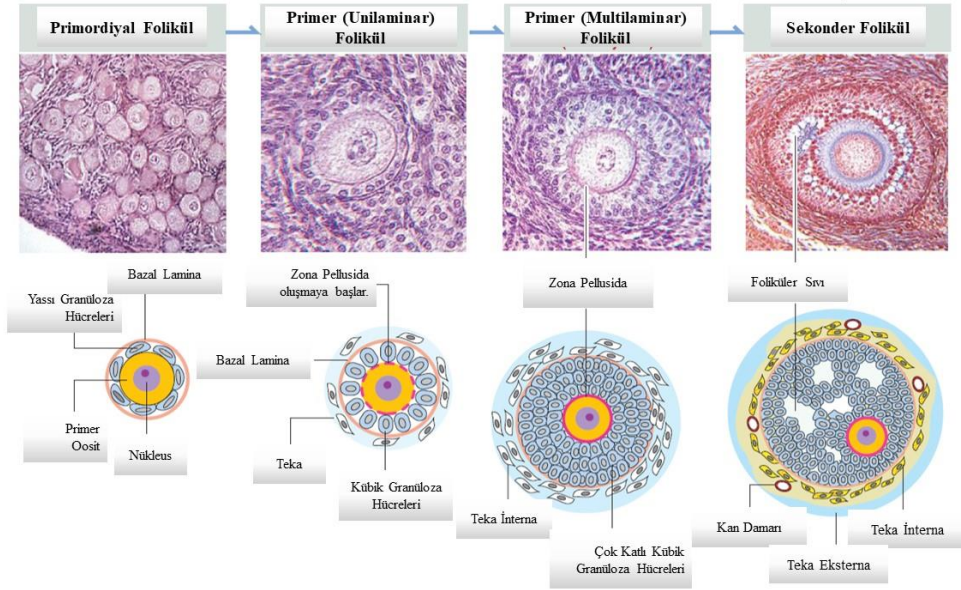 Primordiyal Folikül
Primer (Unilaminar)
Folikül
Primer (Multilaminar)
Folikül
Sekonder Folikül
Bazal Lamina
Yassı Granüloza
Hücreleri
Primer
Oosit
Nükleus
Zona Pellusida
oluşmaya başlar.
Bazal Lamina
Teka
Kübik Granüloza
Hücreleri
Zona Pellusida
Teka İnterna
Çok Katlı Kübik
Granüloza Hücreleri
Foliküler Sıvı
Kan Damarı
Teka İnterna
Teka Eksterna